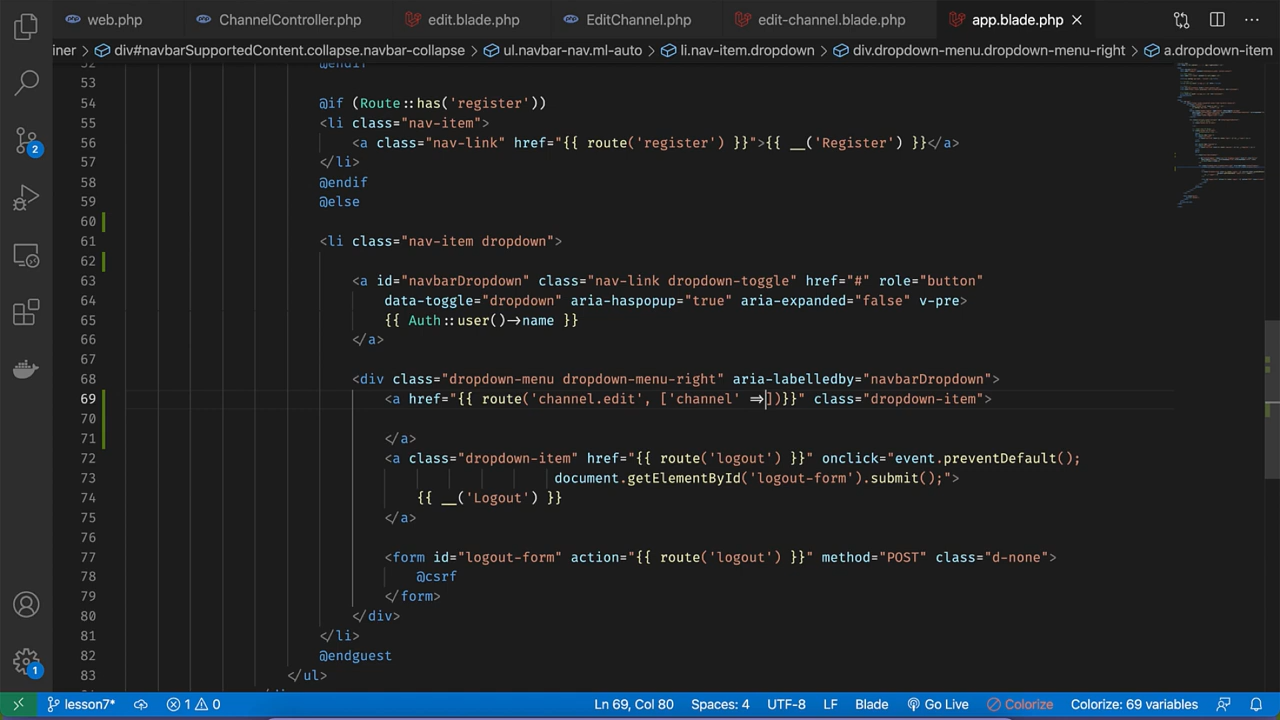 web.php ChannelController.php edit.blade.php EditChannel.php edit-channel.blade.php app.blade.php
iner div#navbarSupportedContent.collapse.navbar-collapse ul.navbar-nav.ml-auto li.nav-item.dropdown div.dropdown-menu.dropdown-menu-right a.dropdown-item
52 @endif
53
54 @if (Route::has('register'))
55 <li class="nav-item">
56 <a class="nav-link" href="{{ route('register') }}">{{ __('Register') }}</a>
57 </li>
58 @endif
59 @else
60
61 <li class="nav-item dropdown">
62
63 <a id="navbarDropdown" class="nav-link dropdown-toggle" href="#" role="button"
64 data-toggle="dropdown" aria-haspopup="true" aria-expanded="false" v-pre>
65 {{ Auth::user()->name }}
66 </a>
67
68 <div class="dropdown-menu dropdown-menu-right" aria-labelledby="navbarDropdown">
69 <a href="{{ route('channel.edit', ['channel' =>])}}" class="dropdown-item">
70
71 </a>
72 <a class="dropdown-item" href="{{ route('logout') }}" onclick="event.preventDefault();
73 document.getElementById('logout-form').submit();">
74 {{ __('Logout') }}
75 </a>
76
77 <form id="logout-form" action="{{ route('logout') }}" method="POST" class="d-none">
78 @csrf
79 </form>
80 </div>
81 </li>
82 @endguest
83 </ul>
2
1
lesson7* 1 0 Ln 69, Col 80 Spaces: 4 UTF-8 LF Blade Go Live Colorize Colorize: 69 variables